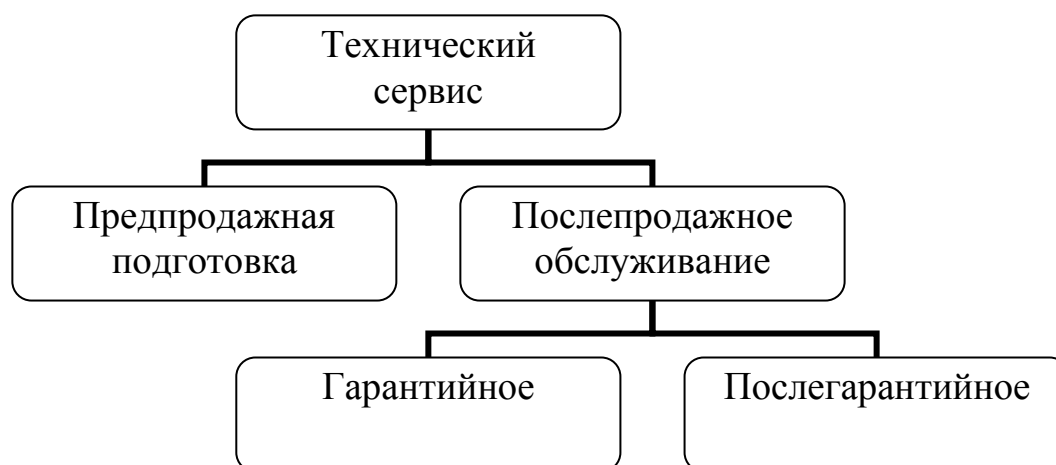 Технический
сервис
Предпродажная
подготовка
Послепродажное
обслуживание
Гарантийное
Послегарантийное